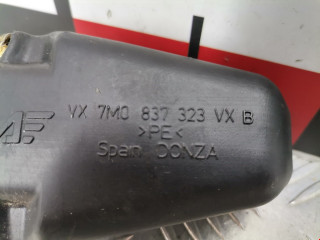 VX 7M0 837 323 VX B
>PE<
Spain DONZA